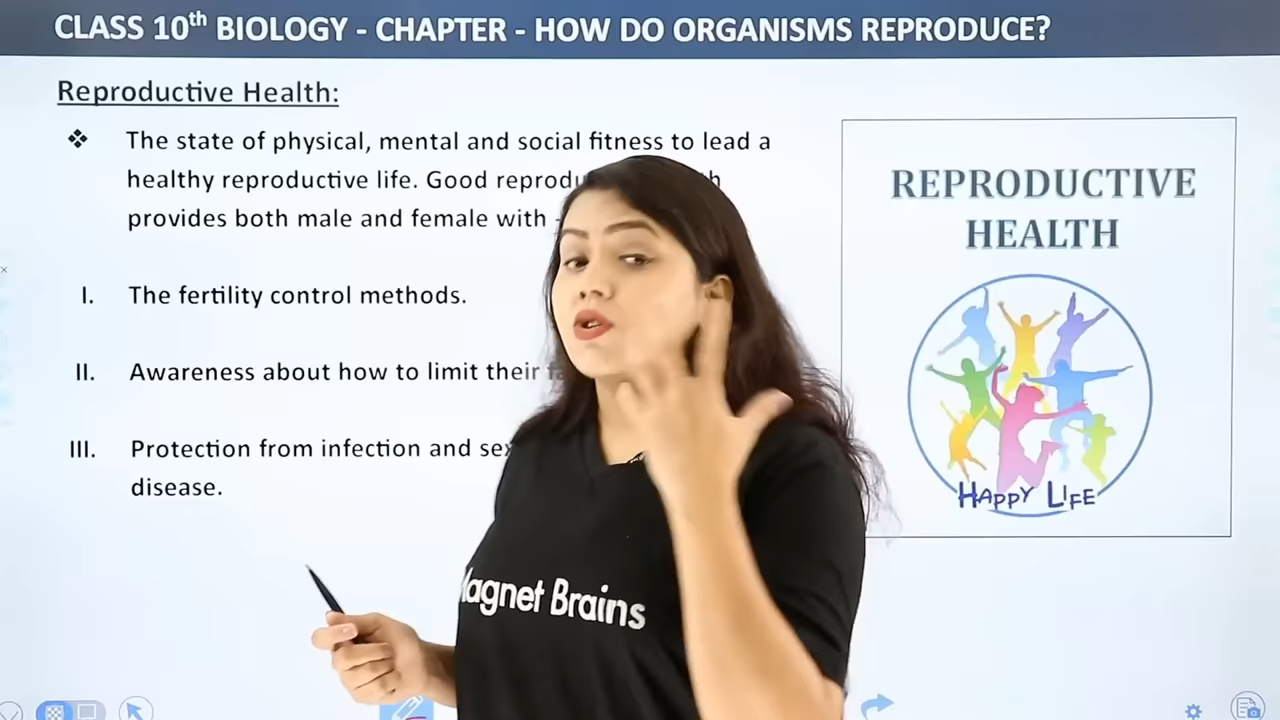 CLASS 10th BIOLOGY - CHAPTER - HOW DO ORGANISMS REPRODUCE?
Reproductive Health:
❖ The state of physical, mental and social fitness to lead a
healthy reproductive life. Good
provides both male and female with -
I. The fertility control methods.
II. Awareness about how to limit their
III. Protection from infection and
disease.
REPRODUCTIVE
HEALTH
HAPPY LIFE
Magnet Brains